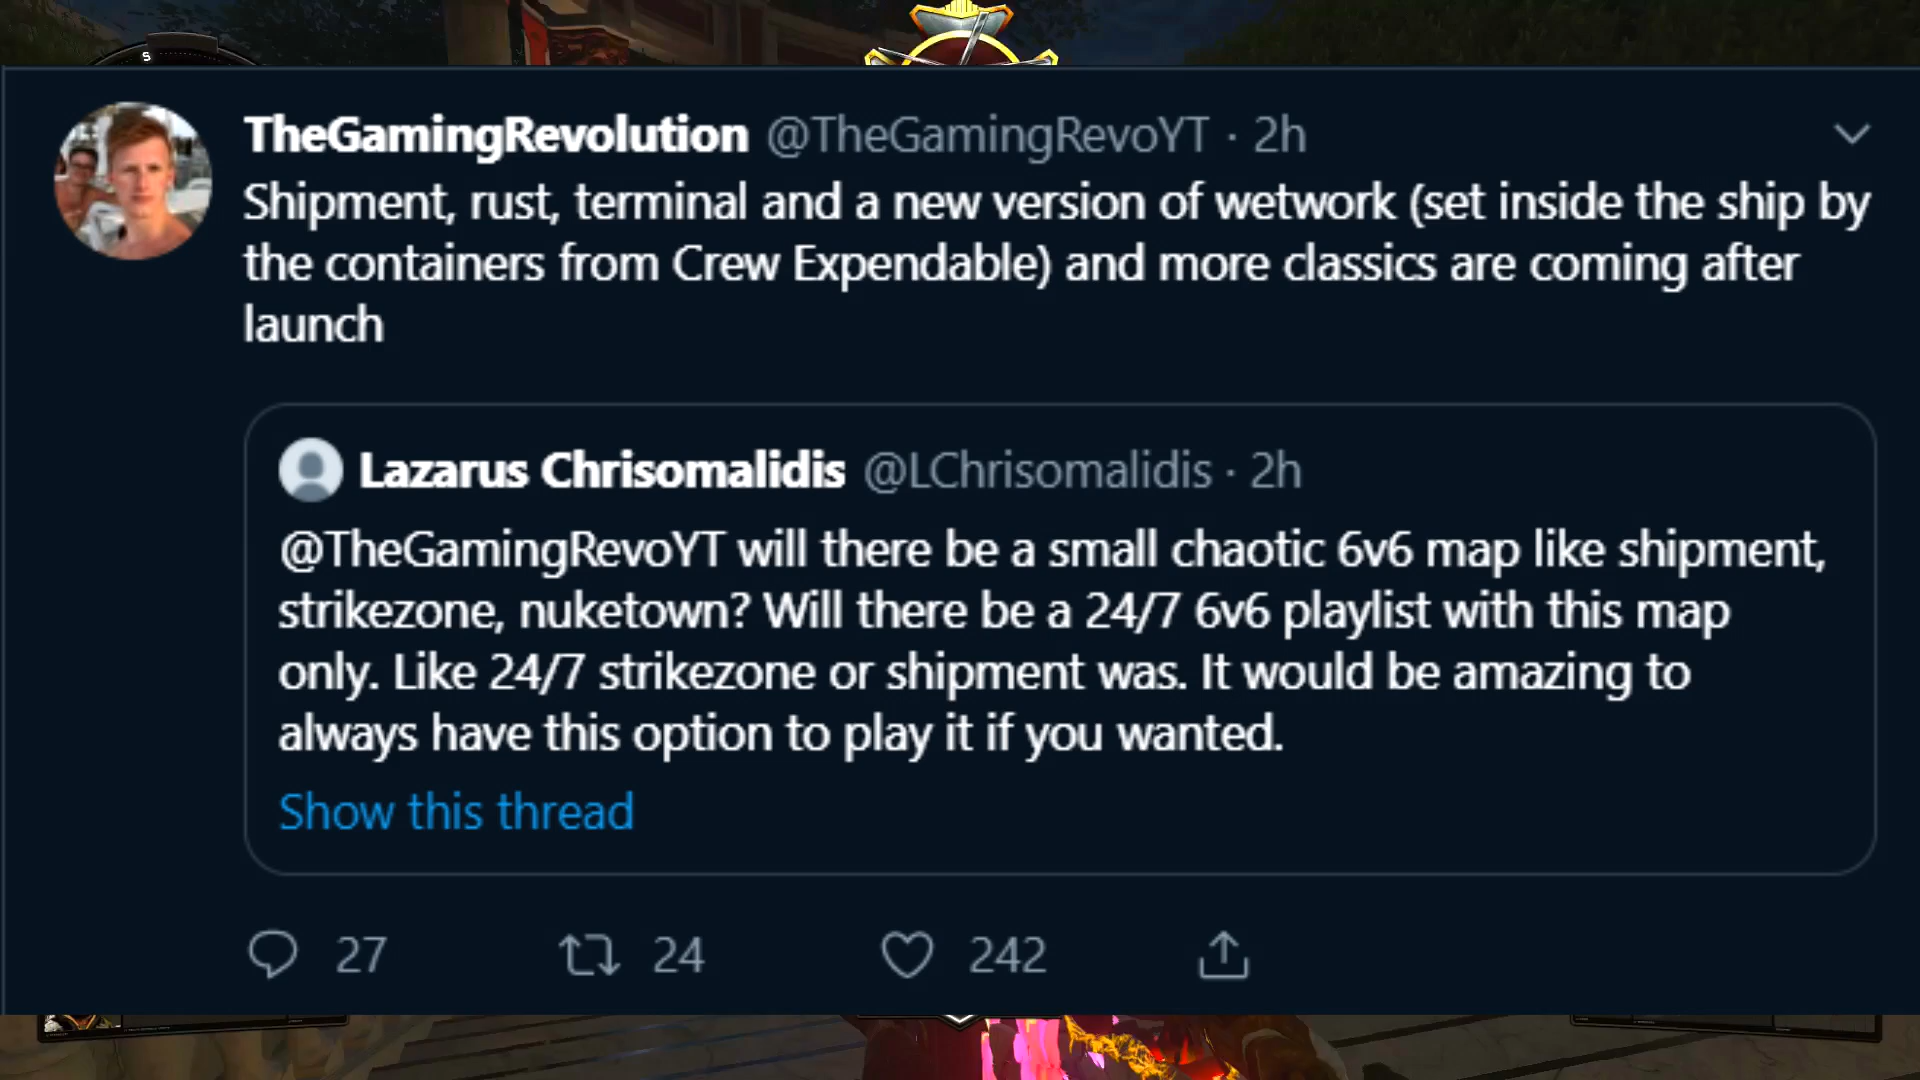 S
TheGamingRevolution @TheGamingRevoYT · 2h
Shipment, rust, terminal and a new version of wetwork (set inside the ship by
the containers from Crew Expendable) and more classics are coming after
launch
Lazarus Chrisomalidis @LChrisomalidis · 2h
@TheGamingRevoYT will there be a small chaotic 6v6 map like shipment,
strikezone, nuketown? Will there be a 24/7 6v6 playlist with this map
only. Like 24/7 strikezone or shipment was. It would be amazing to
always have this option to play it if you wanted.
Show this thread
27 24 242